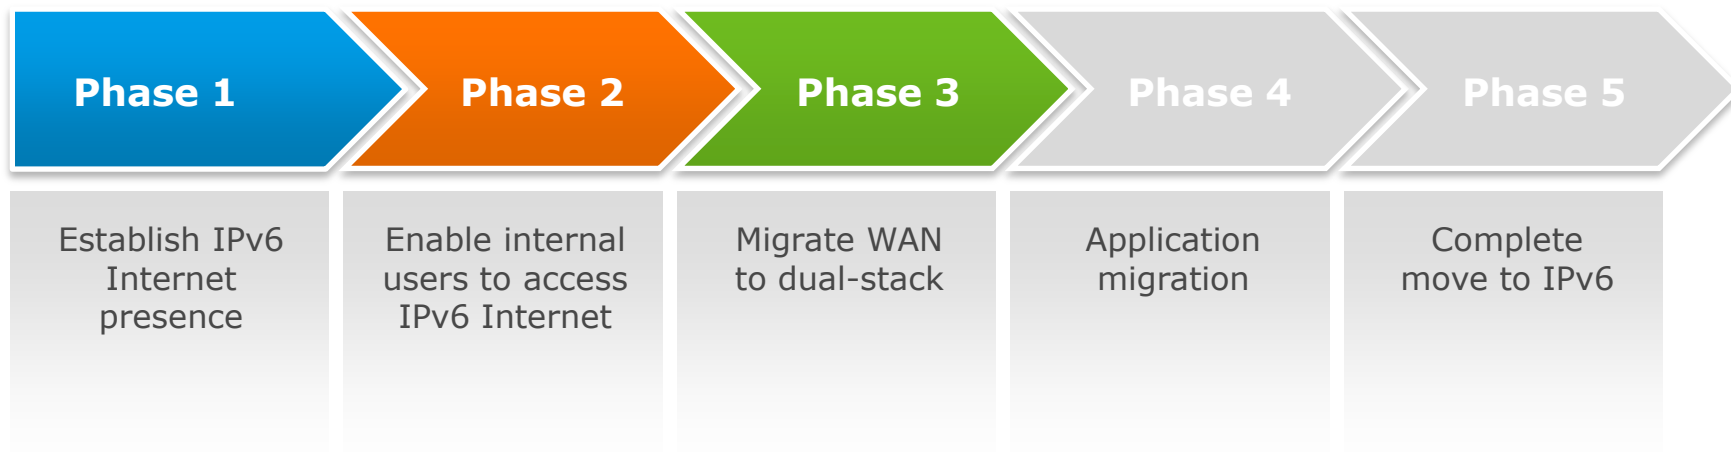 Phase 1
Phase 2
Phase 3
Phase 4
Phase 5
Establish IPv6
Internet
presence
Enable internal
users to access
IPv6 Internet
Migrate WAN
to dual-stack
Application
migration
Complete
move to IPv6